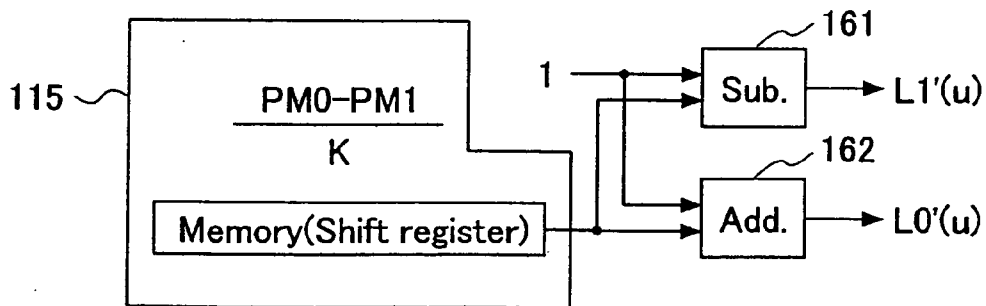 161
115
1
Sub.
L1'(u)
PM0-PM1
K
162
Memory(Shift register)
Add.
L0'(u)